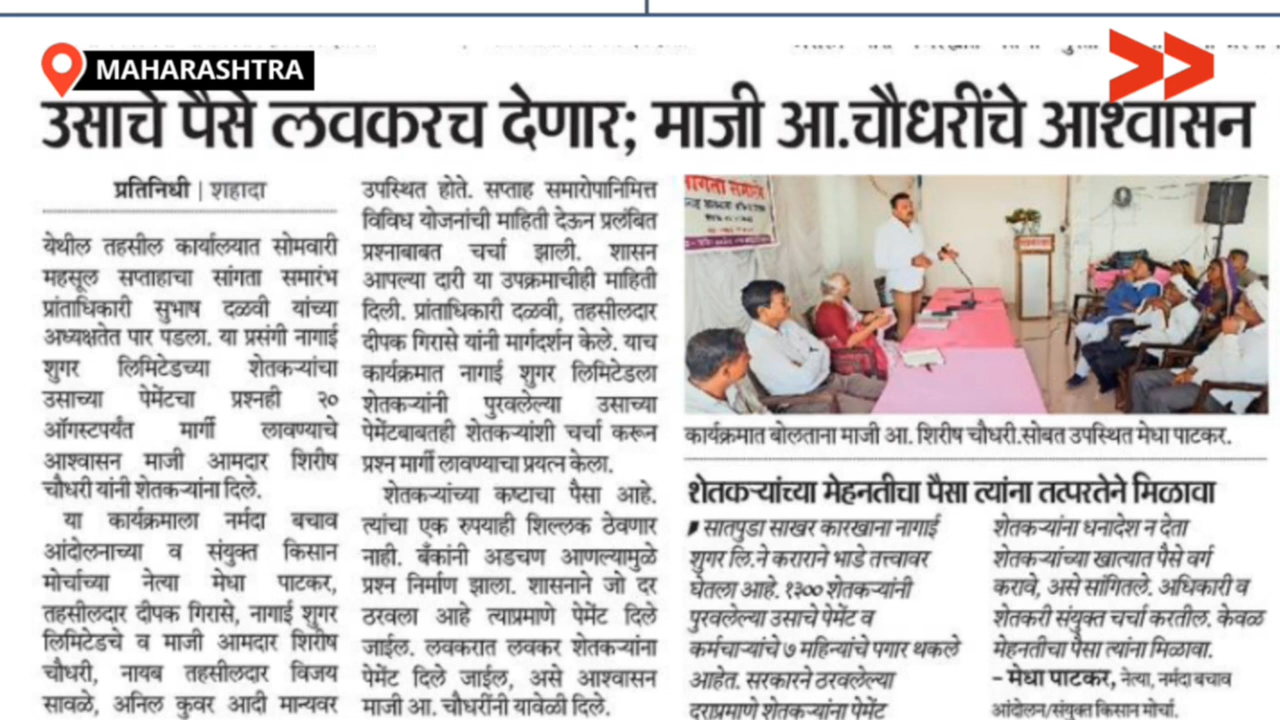 MAHARASHTRA
उसाचे पैसे लवकरच देणार; माजी आ.चौधरींचे आश्वासन
प्रतिनिधी | शहादा
येथील तहसील कार्यालयात सोमवारी
महसूल सप्ताहाचा सांगता समारंभ
प्रांताधिकारी सुभाष दळवी यांच्या
अध्यक्षतेत पार पडला. या प्रसंगी नागाई
शुगर लिमिटेडच्या शेतकऱ्यांचा
उसाच्या पेमेंटचा प्रश्नही २०
ऑगस्टपर्यंत मार्गी लावण्याचे
आश्वासन माजी आमदार शिरीष
चौधरी यांनी शेतकऱ्यांना दिले.
या कार्यक्रमाला नर्मदा बचाव
आंदोलनाच्या व संयुक्त किसान
मोर्चाच्या नेत्या मेधा पाटकर,
तहसीलदार दीपक गिरासे, नागाई शुगर
लिमिटेडचे व माजी आमदार शिरीष
चौधरी, नायब तहसीलदार विजय
सावळे, अनिल कुवर आदी मान्यवर
उपस्थित होते. सप्ताह समारोपानिमित्त
विविध योजनांची माहिती देऊन प्रलंबित
प्रश्नाबाबत चर्चा झाली. शासन
आपल्या दारी या उपक्रमाचीही माहिती
दिली. प्रांताधिकारी दळवी, तहसीलदार
दीपक गिरासे यांनी मार्गदर्शन केले. याच
कार्यक्रमात नागाई शुगर लिमिटेडला
शेतकऱ्यांनी पुरवलेल्या उसाच्या
पेमेंटबाबतही शेतकऱ्यांशी चर्चा करून
प्रश्न मार्गी लावण्याचा प्रयत्न केला.
शेतकऱ्यांच्या कष्टाचा पैसा आहे.
त्यांचा एक रुपयाही शिल्लक ठेवणार
नाही. बँकांनी अडचण आणल्यामुळे
प्रश्न निर्माण झाला. शासनाने जो दर
ठरवला आहे त्याप्रमाणे पेमेंट दिले
जाईल. लवकरात लवकर शेतकऱ्यांना
पेमेंट दिले जाईल, असे आश्वासन
माजी आ. चौधरींनी यावेळी दिले.
कार्यक्रमात बोलताना माजी आ. शिरीष चौधरी.सोबत उपस्थित मेधा पाटकर.
शेतकऱ्यांच्या मेहनतीचा पैसा त्यांना तत्परतेने मिळावा
सातपुडा साखर कारखाना नागाई
शुगर लि.ने कराराने भाडे तत्त्वावर
घेतला आहे. १३०० शेतकऱ्यांनी
पुरवलेल्या उसाचे पेमेंट व
कर्मचाऱ्यांचे ७ महिन्यांचे पगार थकले
आहेत. सरकारने ठरवलेल्या
दराप्रमाणे शेतकऱ्यांना पेमेंट
शेतकऱ्यांना धनादेश न देता
शेतकऱ्यांच्या खात्यात पैसे वर्ग
करावे, असे सांगितले. अधिकारी व
शेतकरी संयुक्त चर्चा करतील. केवळ
मेहनतीचा पैसा त्यांना मिळावा.
- मेधा पाटकर, नेत्या, नर्मदा बचाव
आंदोलन/संयुक्त किसान मोर्चा.